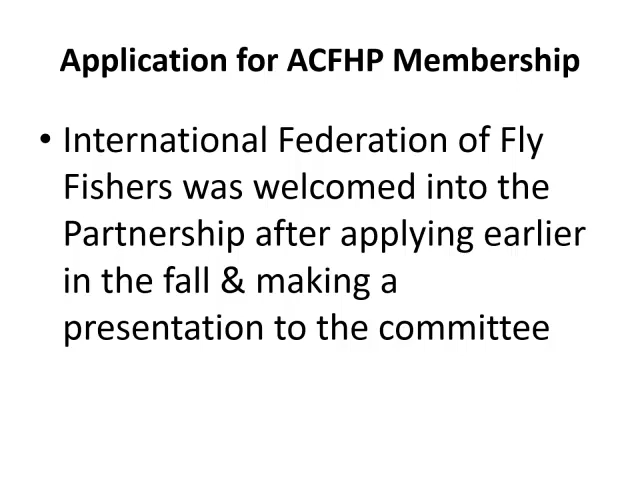 Application for ACFHP Membership
• International Federation of Fly
Fishers was welcomed into the
Partnership after applying earlier
in the fall & making a
presentation to the committee